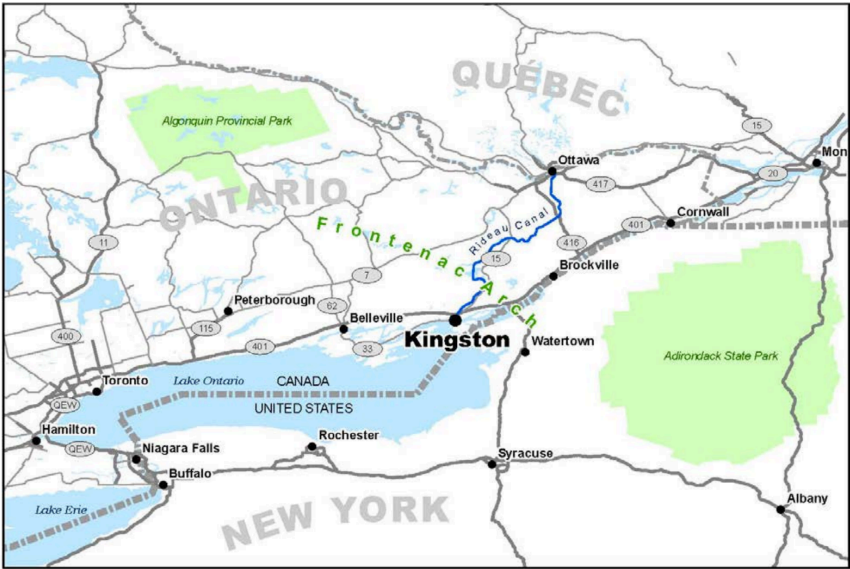 QUÉBEC
Algonquin Provincial Park
15
Mon
Ottawa
20
417
ONTARIO
Cornwall
Frontenac Arch
Rideau Canal
401
11
416
15
Brockville
7
Peterborough
62
Belleville
115
400
401
33
Kingston
Watertown
Adirondack State Park
Toronto
Lake Ontario
CANADA
QEW
UNITED STATES
Hamilton
Rochester
QEW
Niagara Falls
Syracuse
Buffalo
Albany
Lake Erie
NEW YORK